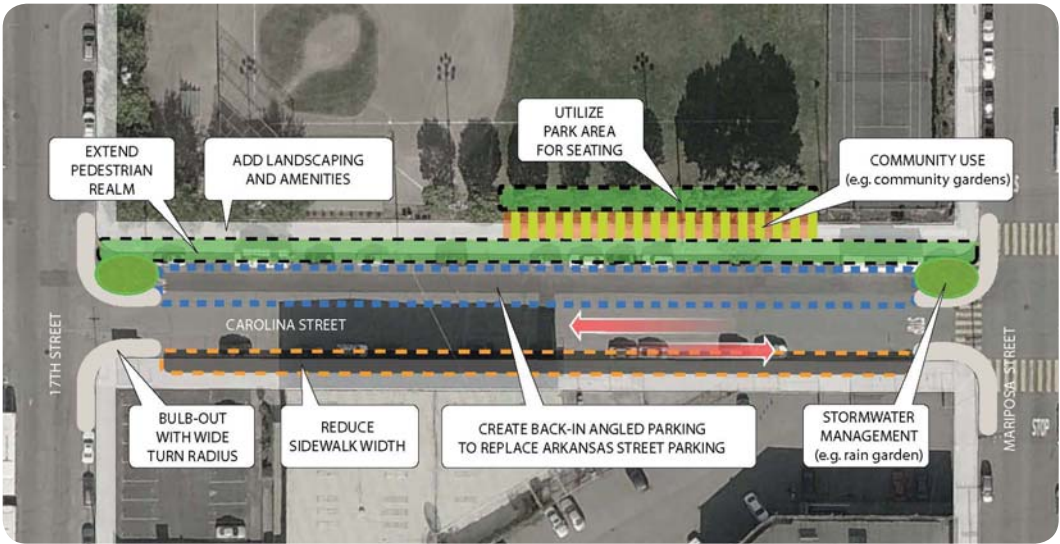 EXTEND
PEDESTRIAN
REALM
ADD LANDSCAPING
AND AMENITIES
UTILIZE
PARK AREA
FOR SEATING
COMMUNITY USE
(e.g. community gardens)
CAROLINA STREET
17TH STREET
MARIPOSA STREET
STOP
STOP
BULB-OUT
WITH WIDE
TURN RADIUS
REDUCE
SIDEWALK WIDTH
CREATE BACK-IN ANGLED PARKING
TO REPLACE ARKANSAS STREET PARKING
STORMWATER
MANAGEMENT
(e.g. rain garden)